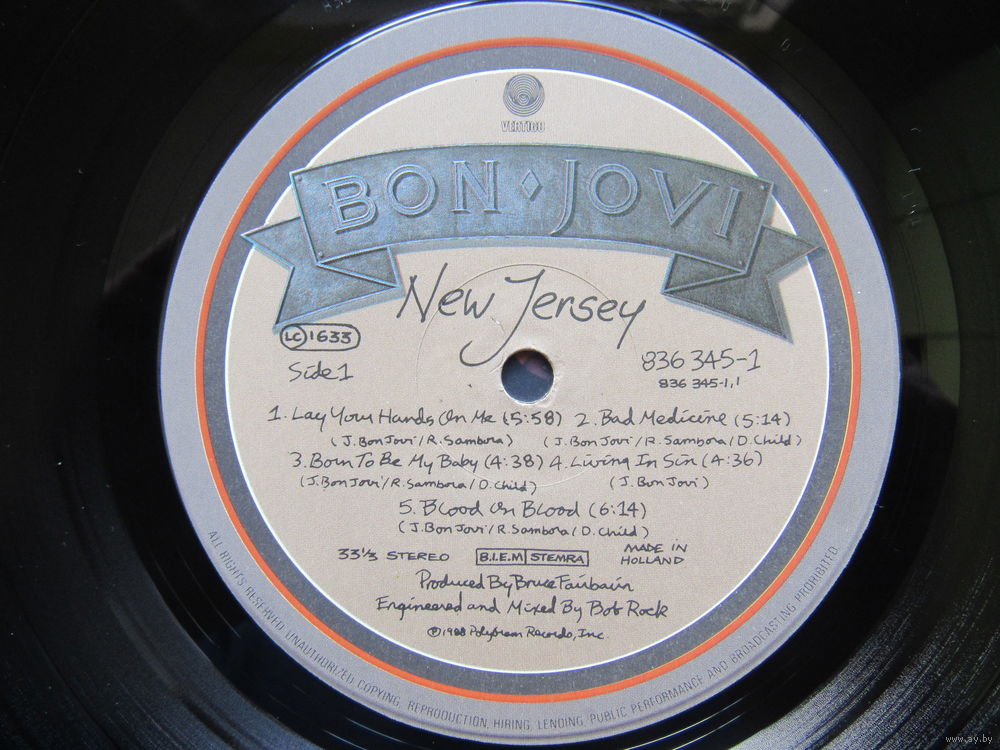 VERTIGO
BON ◊ JOVI
New Jersey
LC 1633
Side 1
836 345-1
836 345-1,1
1. Lay Your Hands On Me (5:58) 2. Bad Medicine (5:14)
(J. Bon Jovi/R. Sambora) (J. Bon Jovi/R. Sambora/D. Child)
3. Born To Be My Baby (4:38) 4. Living In Sin (4:36)
(J. Bon Jovi/R. Sambora/D. Child) (J. Bon Jovi)
5. Blood On Blood (6:14)
(J. Bon Jovi/R. Sambora/D. Child)
33 1/3 STEREO B.I.E.M STEMRA MADE IN
HOLLAND
Produced By Bruce Fairbairn
Engineered and Mixed By Bob Rock
℗ 1988 Polygram Records, Inc.
ALL RIGHTS RESERVED. UNAUTHORIZED COPYING, REPRODUCTION, HIRING, LENDING, PUBLIC PERFORMANCE AND BROADCASTING PROHIBITED.
www.ay.by